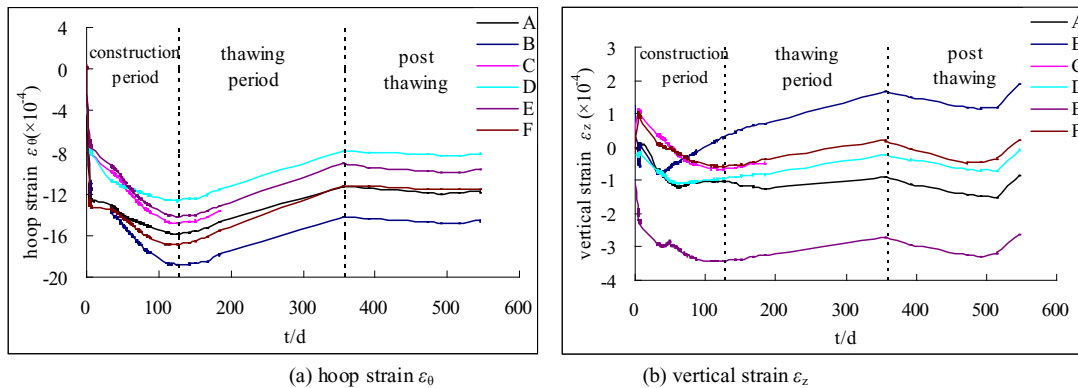 4
0
-4
-8
-12
-16
-20
hoop strain εθ(×10⁻⁴)
construction
period
thawing
period
post
thawing
A
B
C
D
E
F
0 100 200 300 400 500 600
t/d
(a) hoop strain εθ
3
2
1
0
-1
-2
-3
-4
vertical strain εz (×10⁻⁴)
construction
period
thawing
period
post
thawing
A
B
C
D
E
F
0 100 200 300 400 500 600
t/d
(b) vertical strain εz